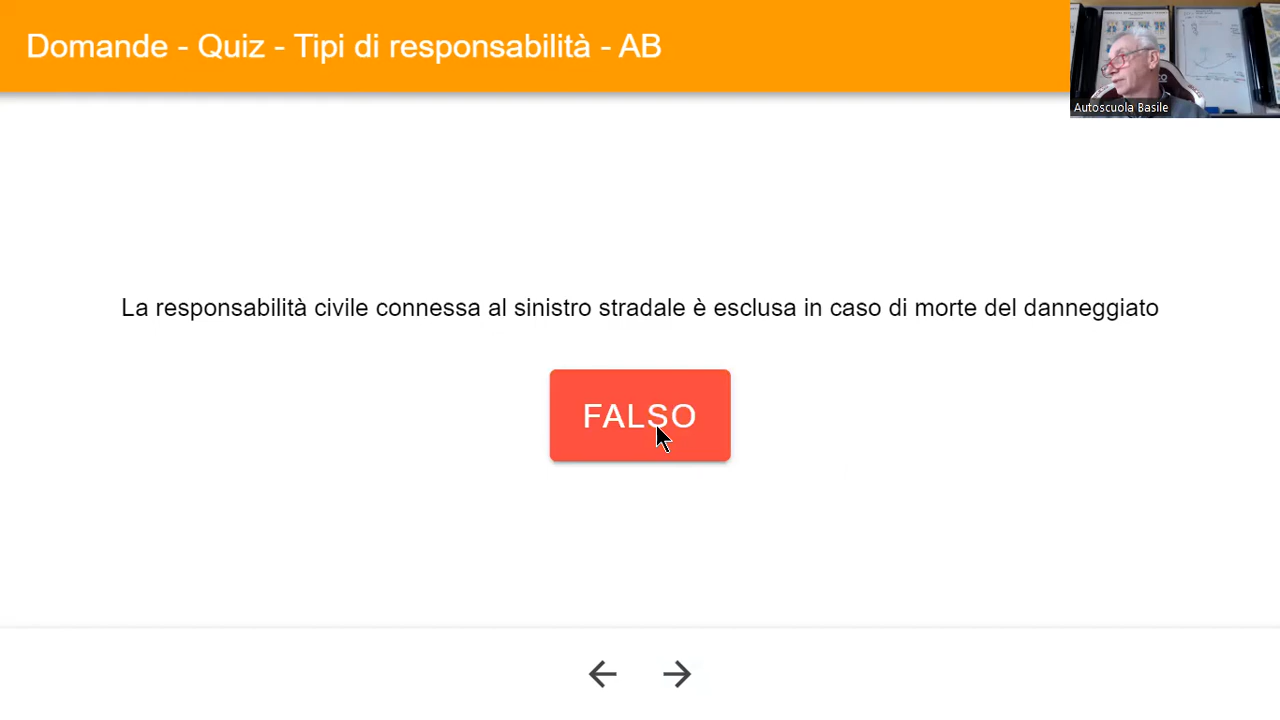 Domande - Quiz - Tipi di responsabilità - AB
Autoscuola Basile
La responsabilità civile connessa al sinistro stradale è esclusa in caso di morte del danneggiato
FALSO